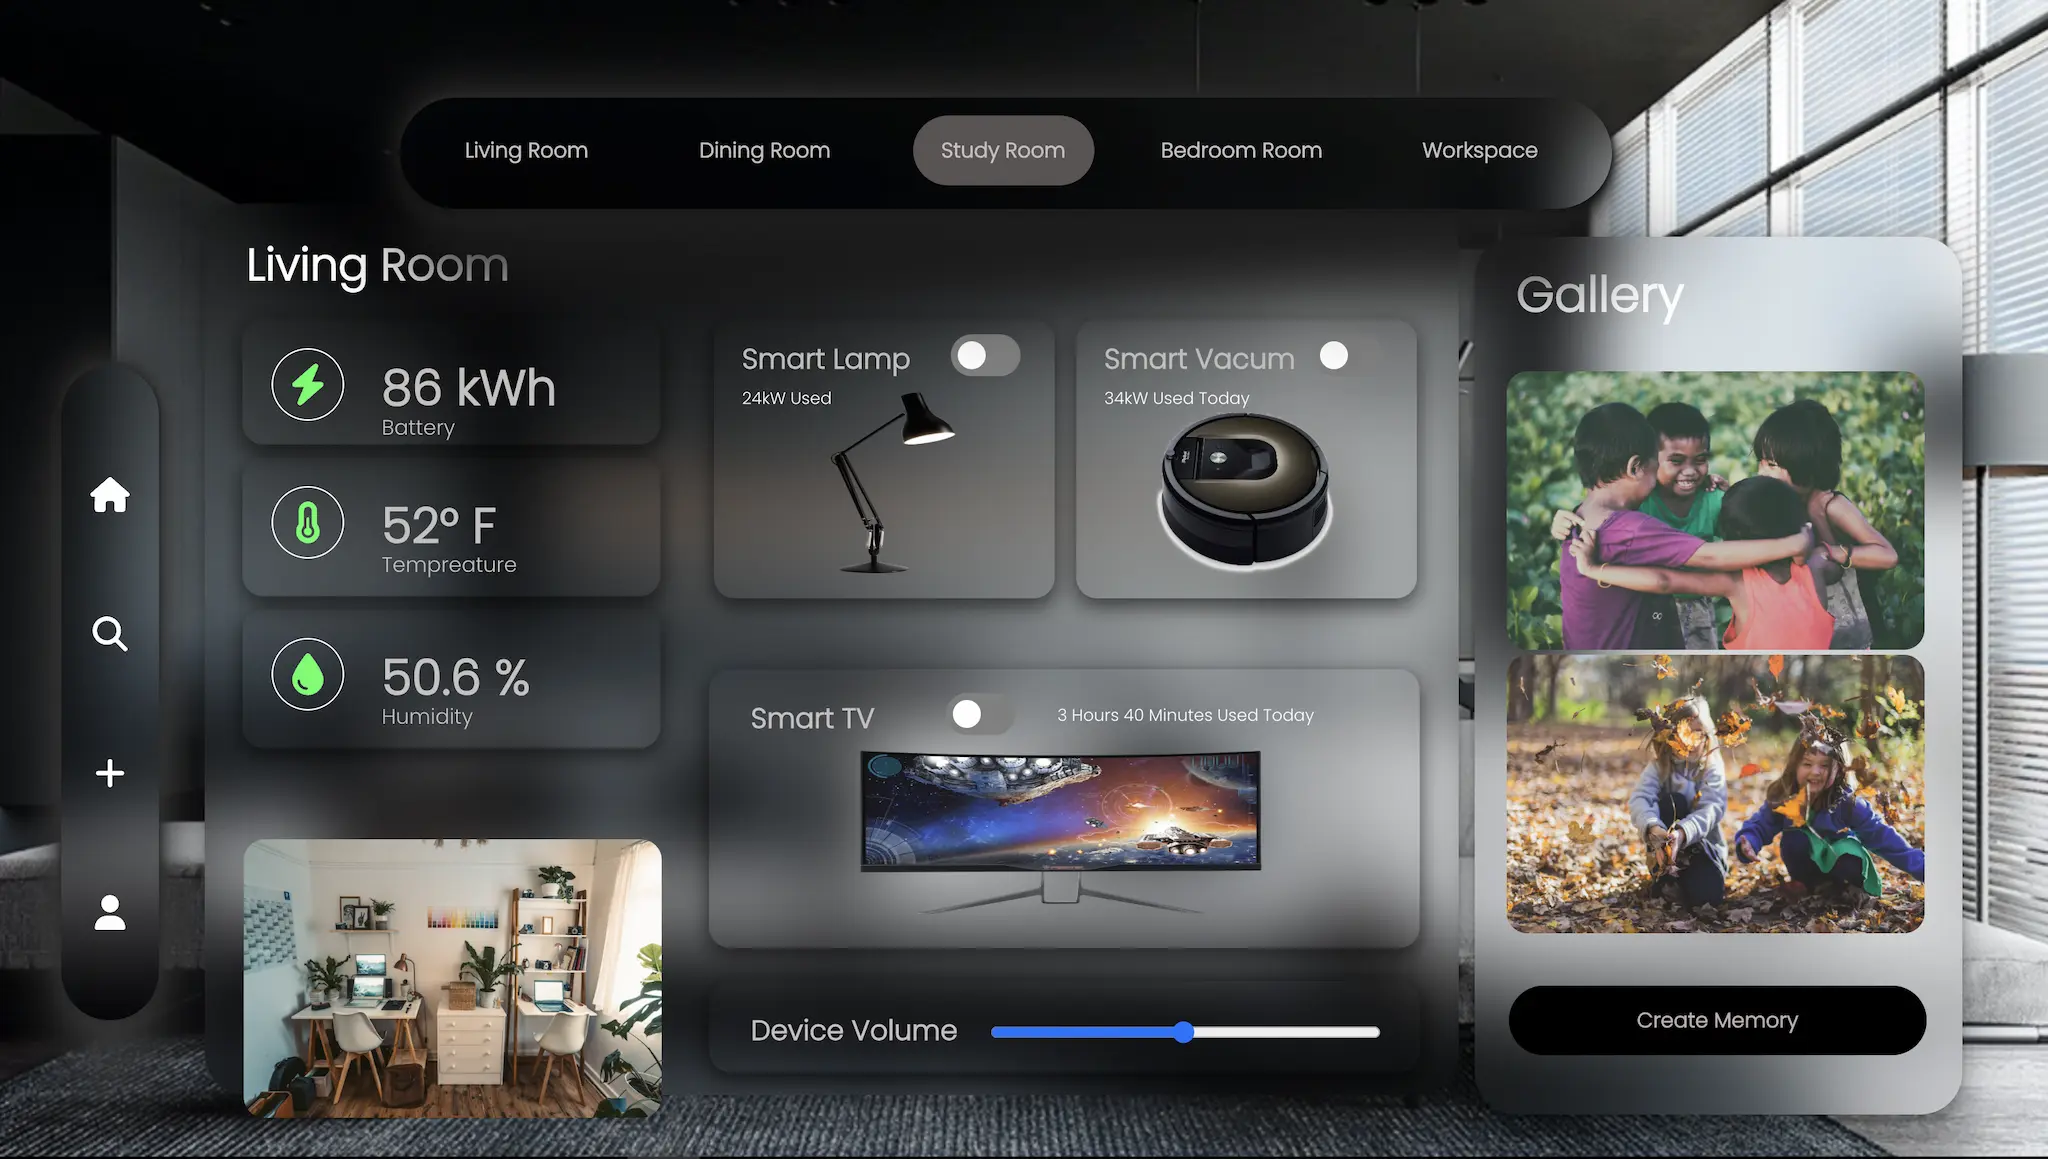 Living Room
Dining Room
Study Room
Bedroom Room
Workspace
Living Room
86 kWh
Battery
52º F
Tempreature
50.6 %
Humidity
Smart Lamp
24kW Used
Smart Vacum
34kW Used Today
Smart TV
3 Hours 40 Minutes Used Today
Device Volume
Gallery
Create Memory